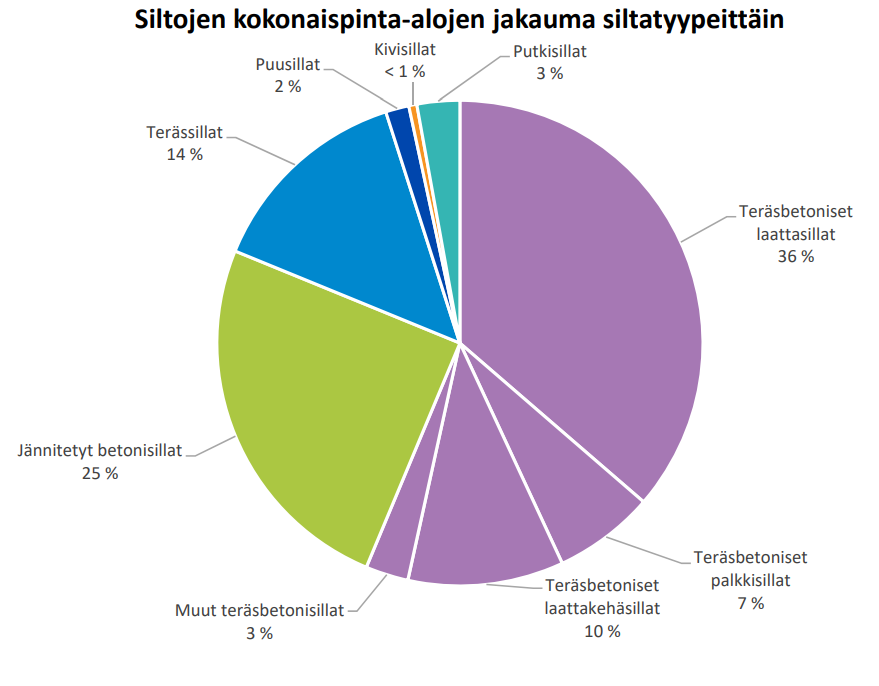 Siltojen kokonaispinta-alojen jakauma siltatyypeittäin
Kivisillat
< 1 %
Putkisillat
3 %
Puusillat
2 %
Terässillat
14 %
Teräsbetoniset
laattasillat
36 %
Jännitetyt betonisillat
25 %
Teräsbetoniset
palkkisillat
7 %
Teräsbetoniset
laattakehäsillat
10 %
Muut teräsbetonisillat
3 %